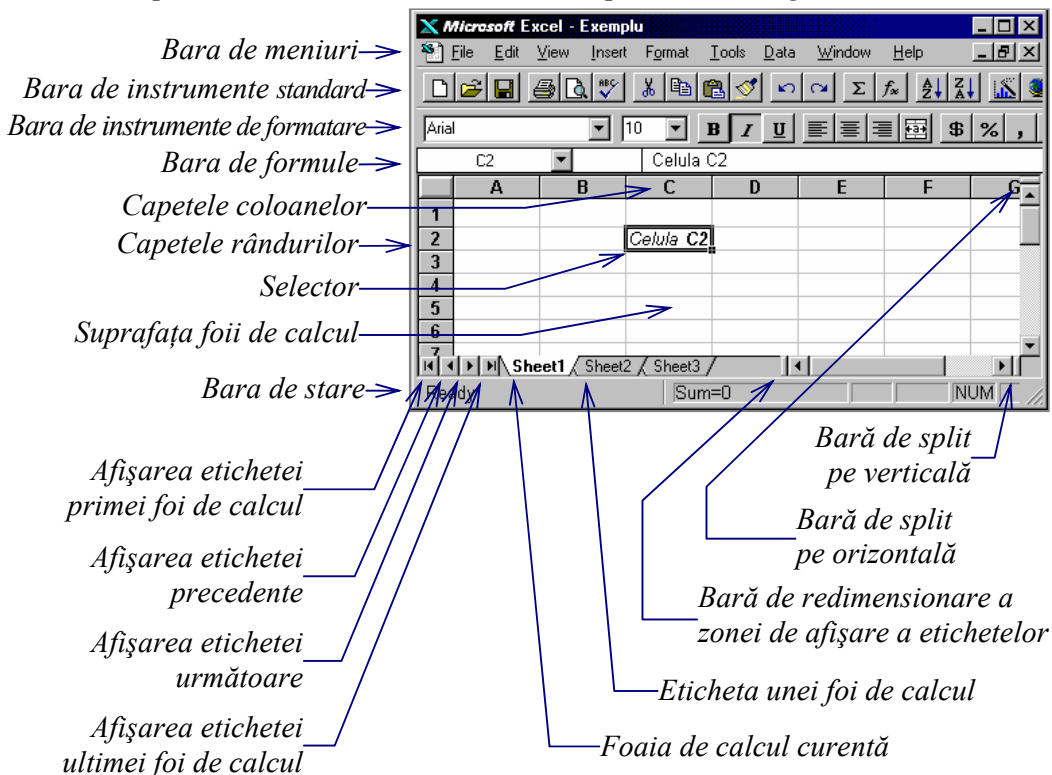 Microsoft Excel - Exemplu
Bara de meniuri
File Edit View Insert Format Tools Data Window Help
Bara de instrumente standard
Bara de instrumente de formatare
Arial 10 B I U $ % ,
Bara de formule
C2 Celula C2
A B C D E F G
Capetele coloanelor
1
Capetele rândurilor
2 Celula C2
3
Selector
4
5
Suprafaţa foii de calcul
6
7
Sheet1 Sheet2 Sheet3
Bara de stare
Ready Sum=0 NUM
Bară de split
pe verticală
Afişarea etichetei
primei foi de calcul
Bară de split
pe orizontală
Afişarea etichetei
precedente
Bară de redimensionare a
zonei de afişare a etichetelor
Afişarea etichetei
următoare
Eticheta unei foi de calcul
Afişarea etichetei
ultimei foi de calcul
Foaia de calcul curentă